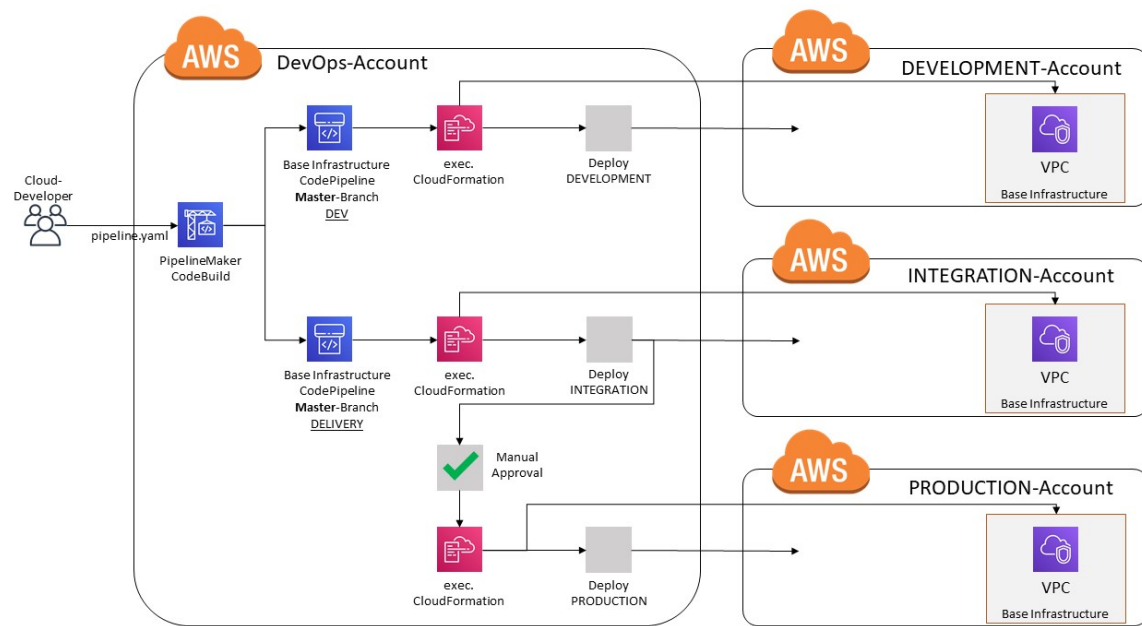 AWS
DevOps-Account
Base Infrastructure
CodePipeline
Master-Branch
DEV
exec.
CloudFormation
Deploy
DEVELOPMENT
Cloud-
Developer
pipeline.yaml
PipelineMaker
CodeBuild
Base Infrastructure
CodePipeline
Master-Branch
DELIVERY
exec.
CloudFormation
Deploy
INTEGRATION
Manual
Approval
exec.
CloudFormation
Deploy
PRODUCTION
AWS
DEVELOPMENT-Account
VPC
Base Infrastructure
AWS
INTEGRATION-Account
VPC
Base Infrastructure
AWS
PRODUCTION-Account
VPC
Base Infrastructure